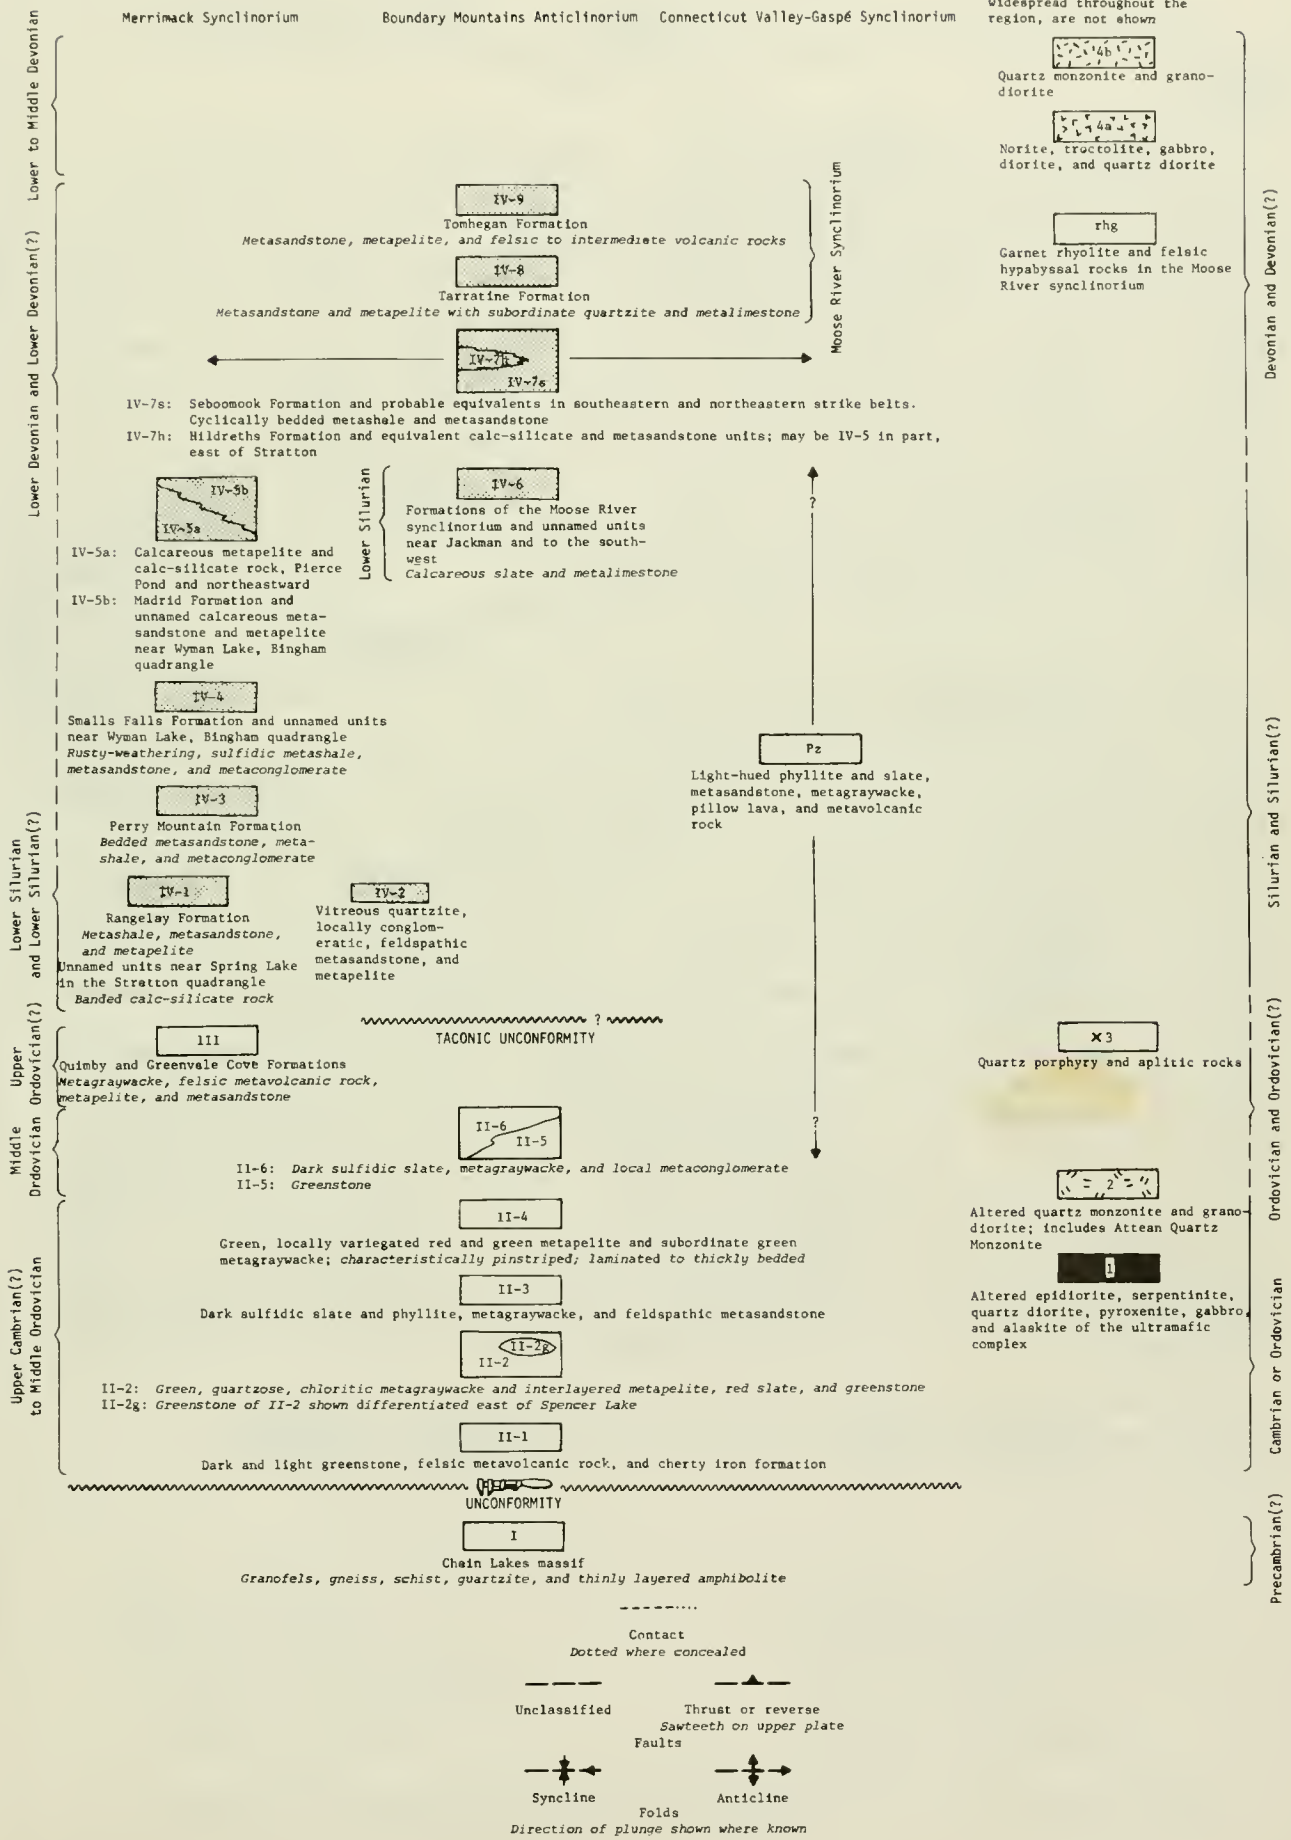 Merrimack Synclinorium
Boundary Mountains Anticlinorium
Connecticut Valley-Gaspé Synclinorium
widespread throughout the
region, are not shown
Lower to Middle Devonian
4b
Quartz monzonite and grano-
diorite
4a
Norite, troctolite, gabbro,
diorite, and quartz diorite
rhg
Garnet rhyolite and felsic
hypabyssal rocks in the Moose
River synclinorium
Devonian and Devonian(?)
Lower Devonian and Lower Devonian(?)
IV-9
Tomhegan Formation
Metasandstone, metapelite, and felsic to intermediate volcanic rocks
IV-8
Tarratine Formation
Metasandstone and metapelite with subordinate quartzite and metalimestone
Moose River Synclinorium
IV-7h
IV-7s
IV-7s: Seboomook Formation and probable equivalents in southeastern and northeastern strike belts.
Cyclically bedded metashale and metasandstone
IV-7h: Hildreths Formation and equivalent calc-silicate and metasandstone units; may be IV-5 in part,
east of Stratton
IV-5b
IV-5a
IV-5a: Calcareous metapelite and
calc-silicate rock, Pierce
Pond and northeastward
IV-5b: Madrid Formation and
unnamed calcareous meta-
sandstone and metapelite
near Wyman Lake, Bingham
quadrangle
Lower Silurian
IV-6
Formations of the Moose River
synclinorium and unnamed units
near Jackman and to the south-
west
Calcareous slate and metalimestone
?
IV-4
Smalls Falls Formation and unnamed units
near Wyman Lake, Bingham quadrangle
Rusty-weathering, sulfidic metashale,
metasandstone, and metaconglomerate
Pz
Light-hued phyllite and slate,
metasandstone, metagraywacke,
pillow lava, and metavolcanic
rock
Silurian and Silurian(?)
IV-3
Perry Mountain Formation
Bedded metasandstone, meta-
shale, and metaconglomerate
Lower Silurian
and Lower Silurian(?)
IV-1
Rangelay Formation
Metashale, metasandstone,
and metapelite
Unnamed units near Spring Lake
in the Stratton quadrangle
Banded calc-silicate rock
IV-2
Vitreous quartzite,
locally conglom-
eratic, feldspathic
metasandstone, and
metapelite
?
TACONIC UNCONFORMITY
Upper
Ordovician(?)
III
Quimby and Greenvale Cove Formations
Metagraywacke, felsic metavolcanic rock,
metapelite, and metasandstone
x 3
Quartz porphyry and aplitic rocks
Ordovician and Ordovician(?)
Middle
Ordovician
II-6
II-5
?
II-6: Dark sulfidic slate, metagraywacke, and local metaconglomerate
II-5: Greenstone
2
Altered quartz monzonite and grano-
diorite; includes Attean Quartz
Monzonite
Upper Cambrian(?)
to Middle Ordovician
II-4
Green, locally variegated red and green metapelite and subordinate green
metagraywacke; characteristically pinstriped; laminated to thickly bedded
1
Altered epidiorite, serpentinite,
quartz diorite, pyroxenite, gabbro,
and alaskite of the ultramafic
complex
Cambrian or Ordovician
II-3
Dark sulfidic slate and phyllite, metagraywacke, and feldspathic metasandstone
II-2g
II-2
II-2: Green, quartzose, chloritic metagraywacke and interlayered metapelite, red slate, and greenstone
II-2g: Greenstone of II-2 shown differentiated east of Spencer Lake
II-1
Dark and light greenstone, felsic metavolcanic rock, and cherty iron formation
UNCONFORMITY
I
Chain Lakes massif
Granofels, gneiss, schist, quartzite, and thinly layered amphibolite
Precambrian(?)
Contact
Dotted where concealed
Unclassified
Thrust or reverse
Sawteeth on upper plate
Faults
Syncline
Anticline
Folds
Direction of plunge shown where known